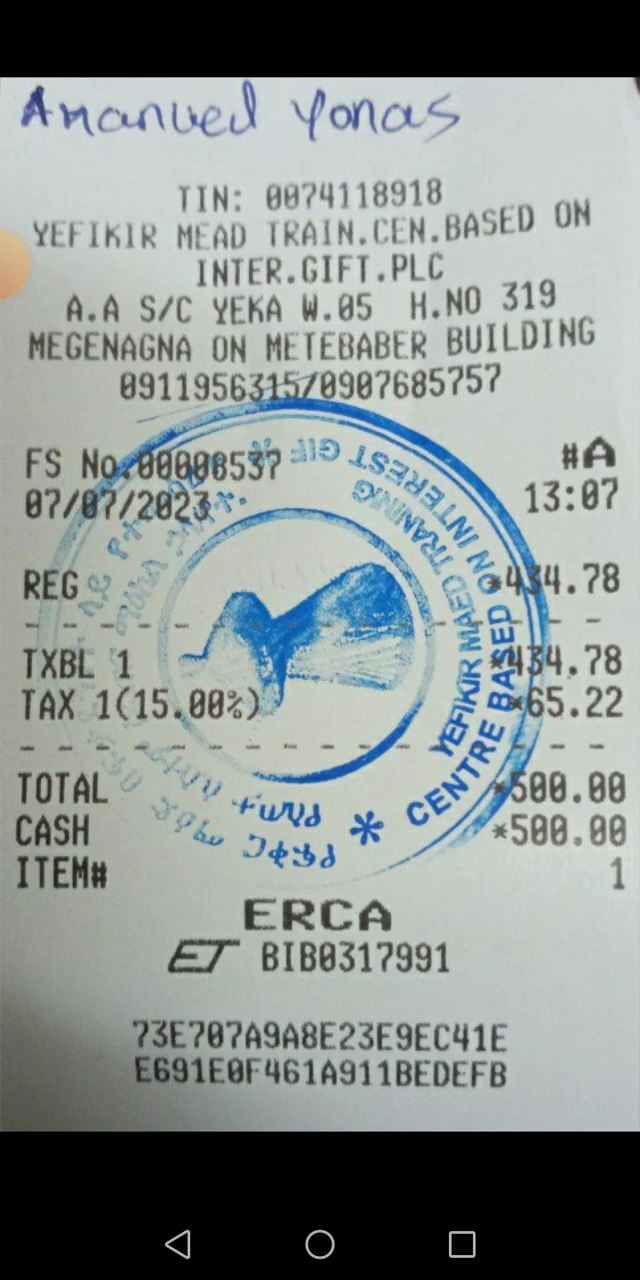 Amanuel Yonas
TIN: 0074118918
YEFIKIR MEAD TRAIN.CEN.BASED ON
INTER.GIFT.PLC
A.A S/C YEKA W.05 H.NO 319
MEGENAGNA ON METEBABER BUILDING
0911956315/0907685757
FS No.00008537
#A
07/07/2023 13:07
REG *434.78
TXBL 1 *434.78
TAX 1(15.00%) *65.22
TOTAL *500.00
CASH *500.00
ITEM# 1
ERCA
ET BIB0317991
73E707A9A8E23E9EC41E
E691E0F461A911BEDEFB
YEFIKIR MAED TRANING
CENTRE BASED ON INTEREST GIF